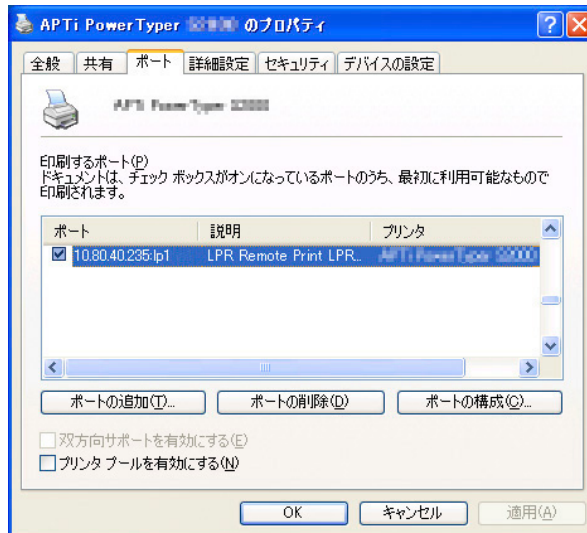 APTi PowerTyper のプロパティ
全般 共有 ポート 詳細設定 セキュリティ デバイスの設定
印刷するポート(P)
ドキュメントは、チェック ボックスがオンになっているポートのうち、最初に利用可能なもので
印刷されます。
ポート 説明 プリンタ
10.80.40.235:lp1 LPR Remote Print LPR...
ポートの追加(T)... ポートの削除(D) ポートの構成(C)...
双方向サポートを有効にする(E)
プリンタ プールを有効にする(N)
OK キャンセル 適用(A)